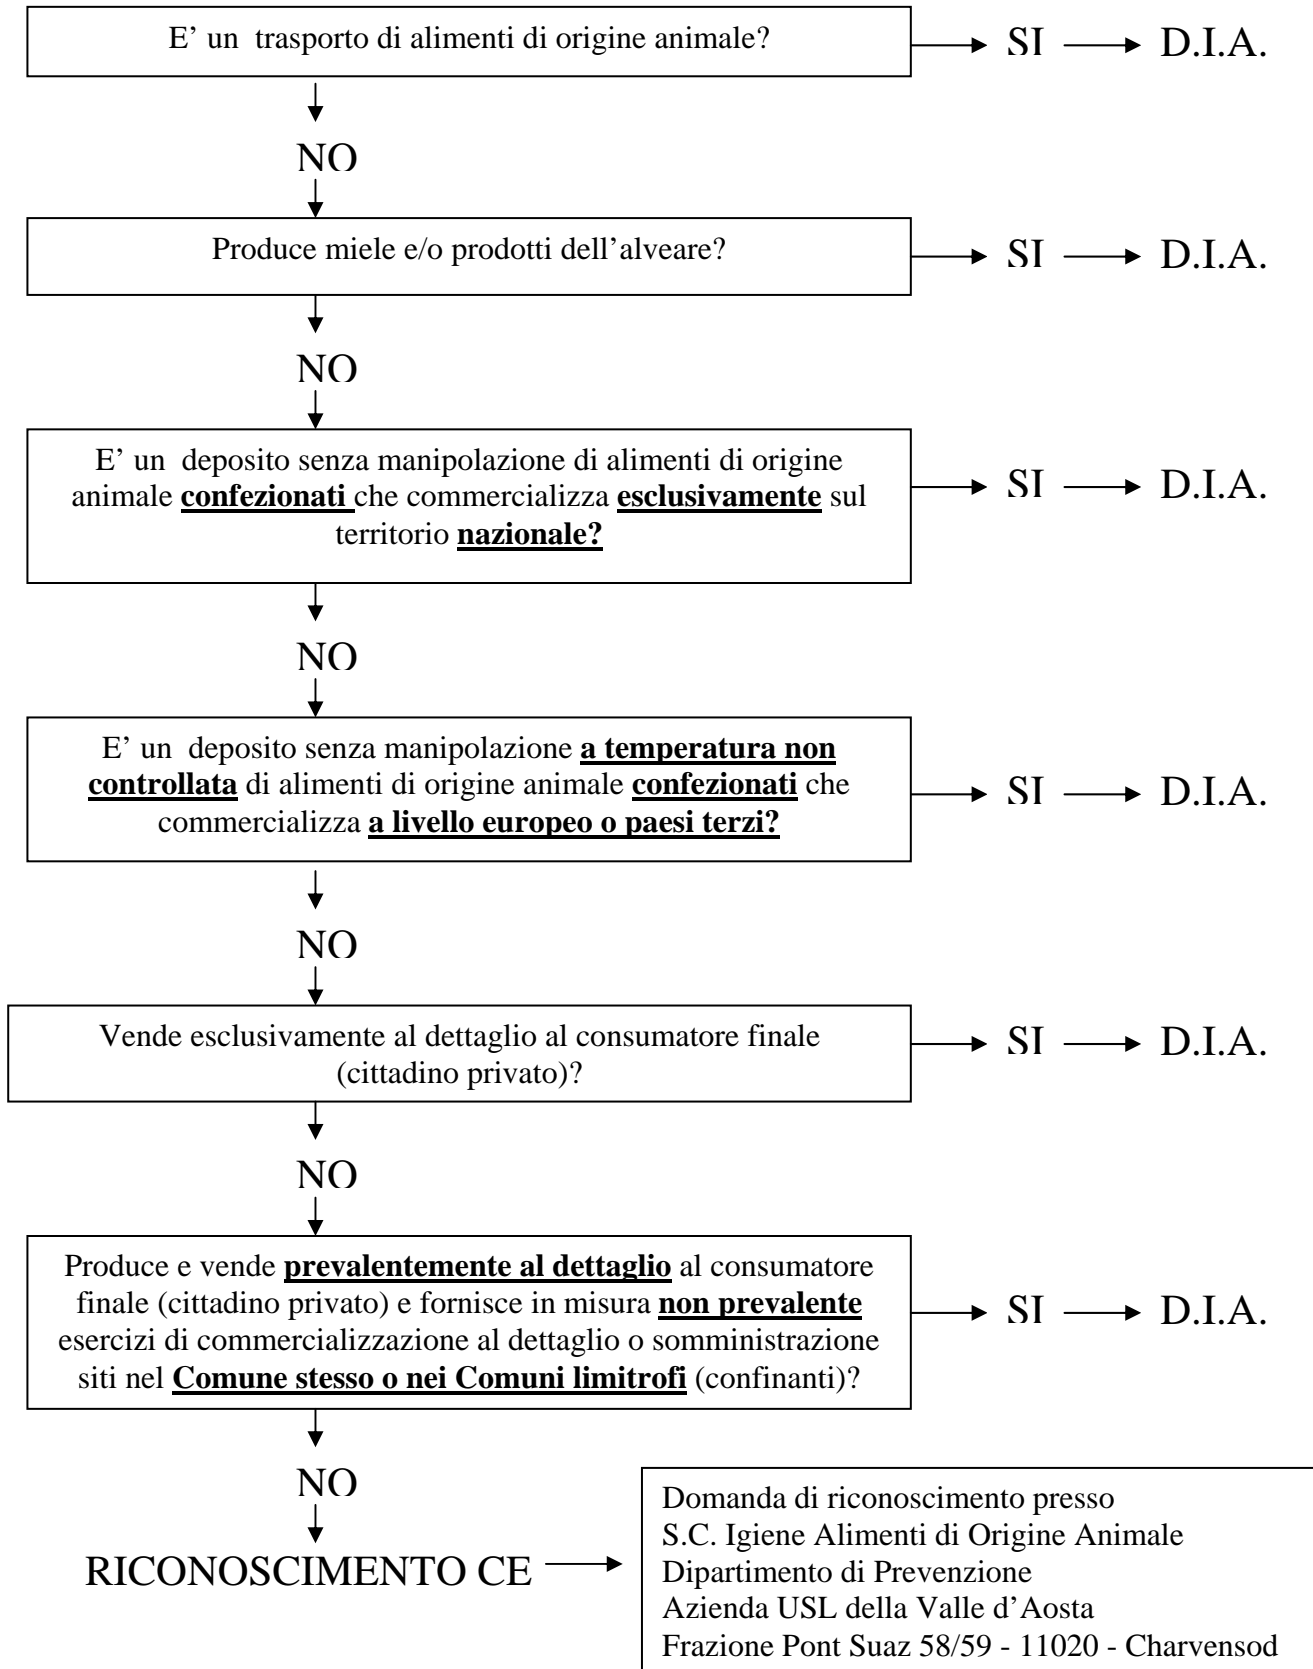 E’ un trasporto di alimenti di origine animale?
SI
D.I.A.
NO
Produce miele e/o prodotti dell’alveare?
SI
D.I.A.
NO
E’ un deposito senza manipolazione di alimenti di origine
animale confezionati che commercializza esclusivamente sul
territorio nazionale?
SI
D.I.A.
NO
E’ un deposito senza manipolazione a temperatura non
controllata di alimenti di origine animale confezionati che
commercializza a livello europeo o paesi terzi?
SI
D.I.A.
NO
Vende esclusivamente al dettaglio al consumatore finale
(cittadino privato)?
SI
D.I.A.
NO
Produce e vende prevalentemente al dettaglio al consumatore
finale (cittadino privato) e fornisce in misura non prevalente
esercizi di commercializzazione al dettaglio o somministrazione
siti nel Comune stesso o nei Comuni limitrofi (confinanti)?
SI
D.I.A.
NO
RICONOSCIMENTO CE
Domanda di riconoscimento presso
S.C. Igiene Alimenti di Origine Animale
Dipartimento di Prevenzione
Azienda USL della Valle d’Aosta
Frazione Pont Suaz 58/59 - 11020 - Charvensod